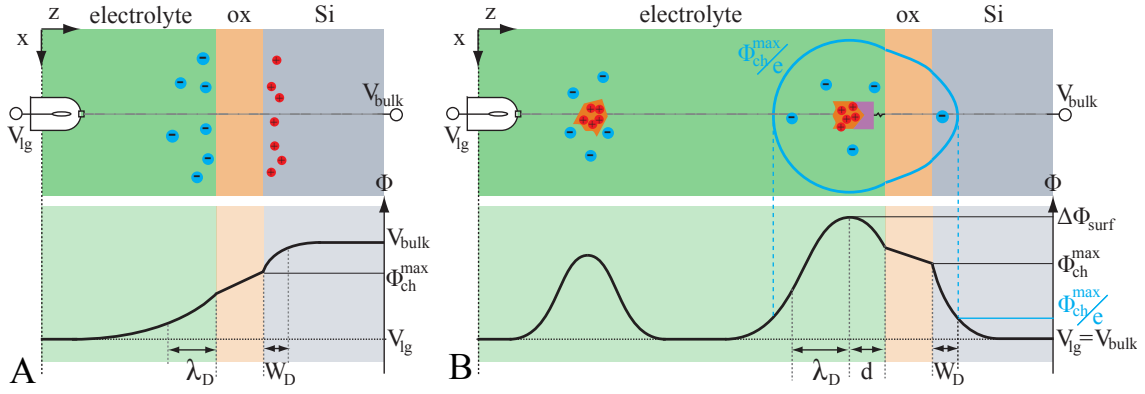 z electrolyte ox Si
x
V_bulk
V_lg
Φ
V_bulk
Φ_ch^max
V_lg
λ_D W_D
A
z electrolyte ox Si
x
Φ_ch^max/e
V_bulk
V_lg
Φ
ΔΦ_surf
Φ_ch^max
Φ_ch^max/e
V_lg=V_bulk
λ_D d W_D
B